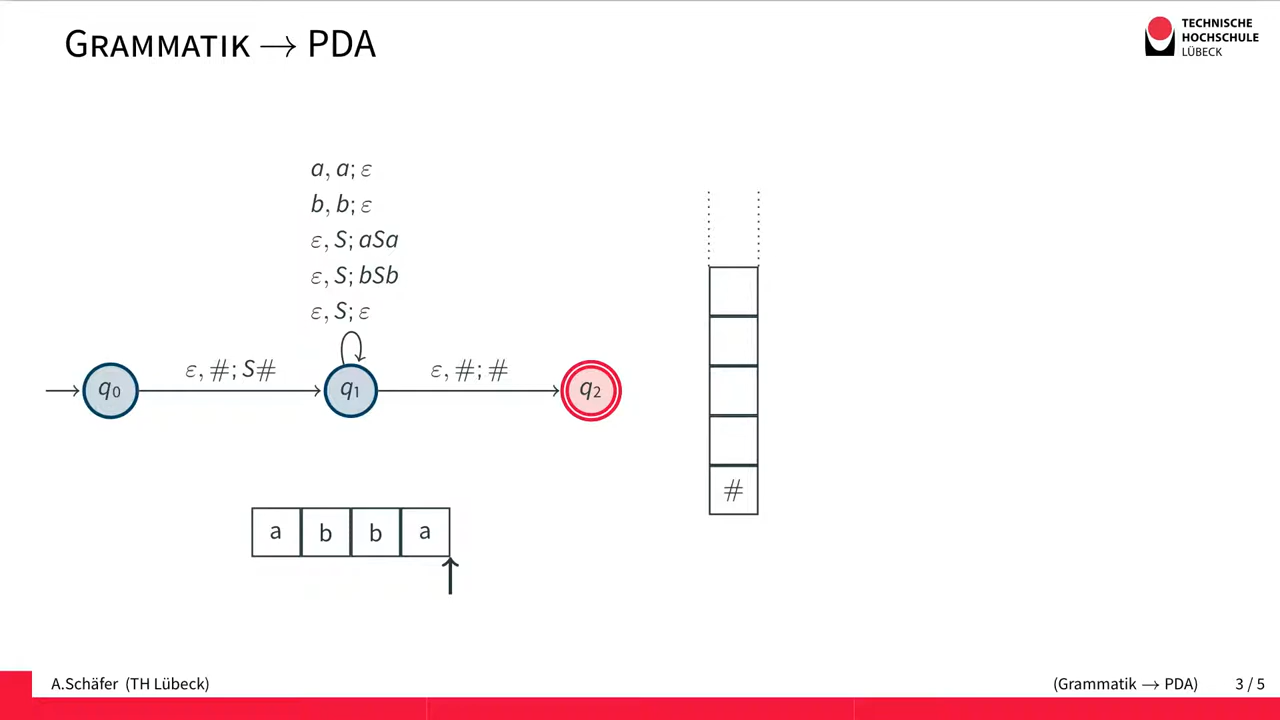 GRAMMATIK → PDA
TECHNISCHE
HOCHSCHULE
LÜBECK
a, a; ε
b, b; ε
ε, S; aSa
ε, S; bSb
ε, S; ε
ε, #; S#
ε, #; #
q₀
q₁
q₂
#
a b b a
A.Schäfer (TH Lübeck)
(Grammatik → PDA)
3 / 5